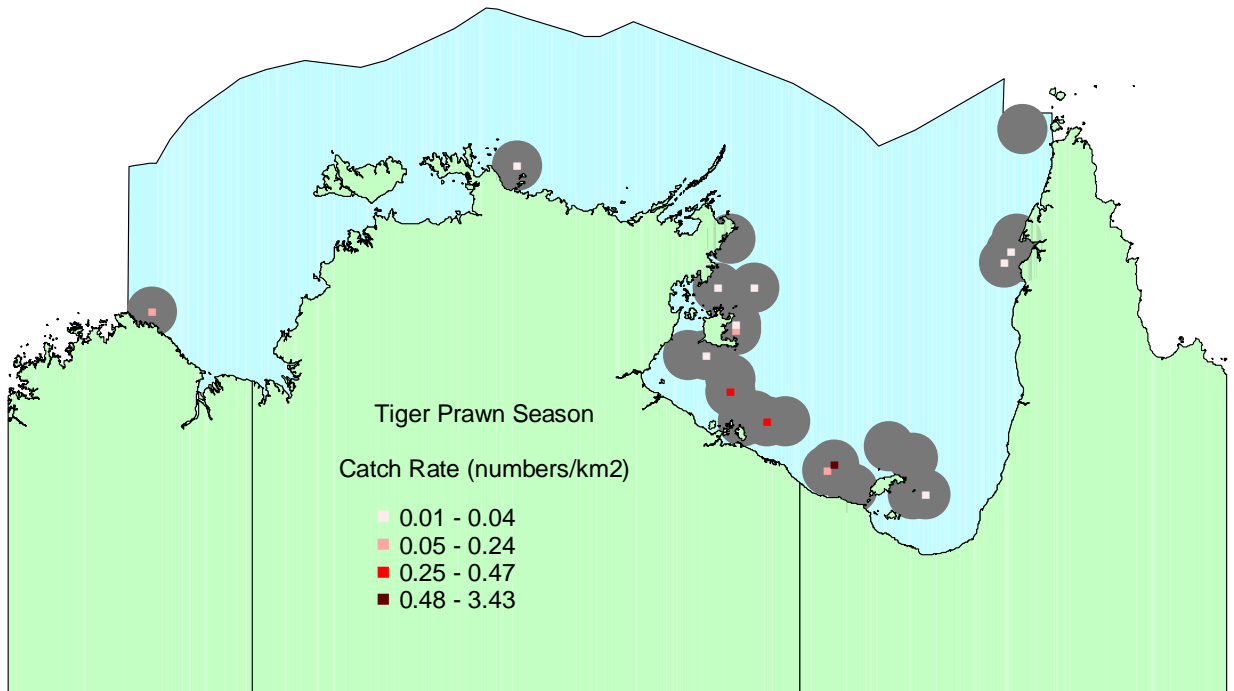 Tiger Prawn Season
Catch Rate (numbers/km2)
0.01 - 0.04
0.05 - 0.24
0.25 - 0.47
0.48 - 3.43